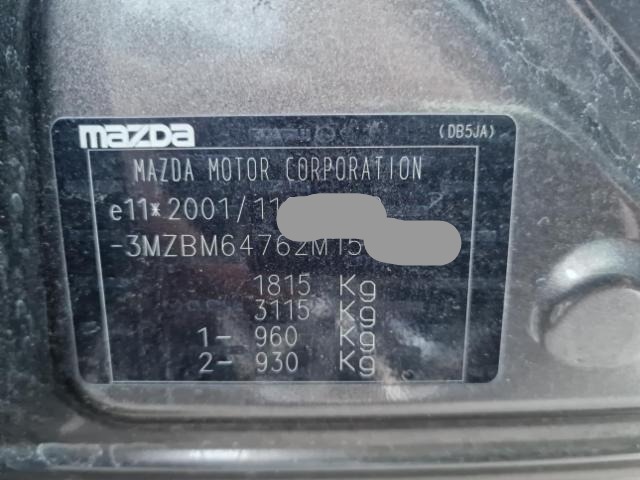 mazda
(DB5JA)
MAZDA MOTOR CORPORATION
e11*2001/11
-3MZBM64762M15
1815 Kg
3115 Kg
1- 960 Kg
2- 930 Kg